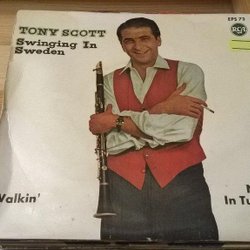 TONY SCOTT
EPS 75
Swinging In
RCA
Sweden
Walkin'
In Tu